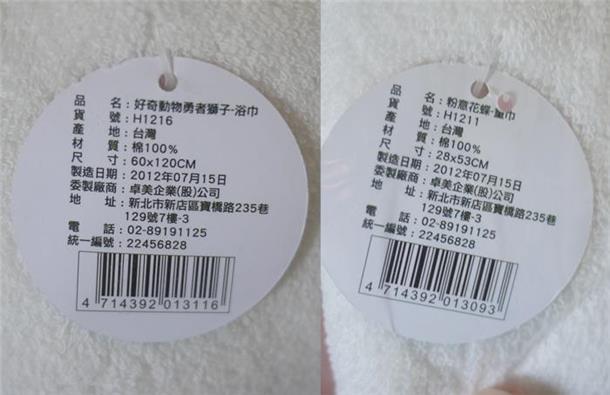 品　　名：好奇動物勇者獅子-浴巾
貨　　號：H1216
產　　地：台灣
材　　質：棉100%
尺　　寸：60x120CM
製造日期：2012年07月15日
委製廠商：卓美企業(股)公司
地　　址：新北市新店區寶橋路235巷
129號7樓-3
電　　話：02-89191125
統一編號：22456828
4 714392 013116
品　　名：粉意花蝶-童巾
貨　　號：H1211
產　　地：台灣
材　　質：棉100%
尺　　寸：28x53CM
製造日期：2012年07月15日
委製廠商：卓美企業(股)公司
地　　址：新北市新店區寶橋路235巷
129號7樓-3
電　　話：02-89191125
統一編號：22456828
4 714392 013093